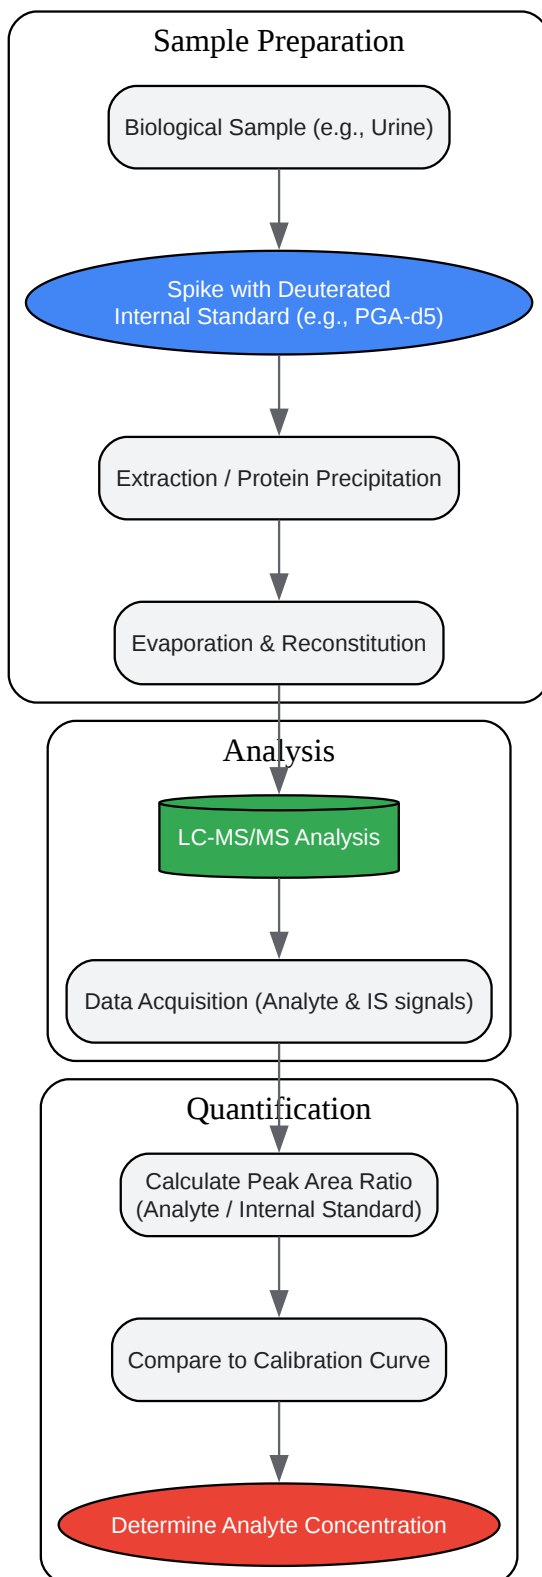 Sample Preparation
Biological Sample (e.g., Urine)
Spike with Deuterated
Internal Standard (e.g., PGA-d5)
Extraction / Protein Precipitation
Evaporation & Reconstitution
Analysis
LC-MS/MS Analysis
Data Acquisition (Analyte & IS signals)
Quantification
Calculate Peak Area Ratio
(Analyte / Internal Standard)
Compare to Calibration Curve
Determine Analyte Concentration